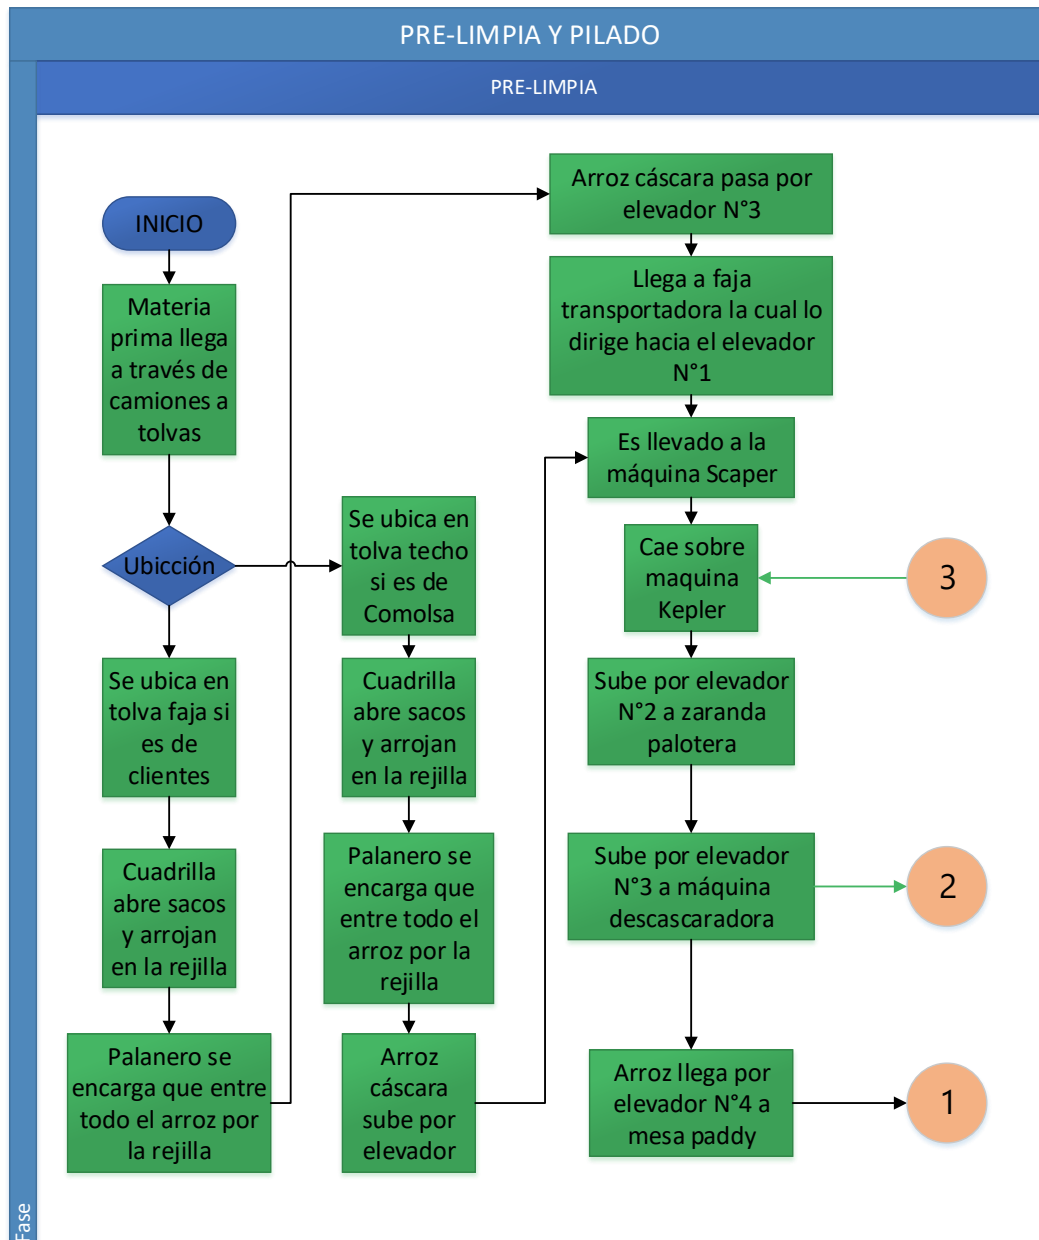 PRE-LIMPIA Y PILADO
PRE-LIMPIA
INICIO
Materia
prima llega
a través de
camiones a
tolvas
Ubicción
Se ubica en
tolva faja si
es de
clientes
Cuadrilla
abre sacos
y arrojan
en la rejilla
Palanero se
encarga que entre
todo el arroz por
la rejilla
Se ubica en
tolva techo
si es de
Comolsa
Cuadrilla
abre sacos
y arrojan
en la rejilla
Palanero se
encarga que
entre todo el
arroz por la
rejilla
Arroz
cáscara
sube por
elevador
Arroz cáscara pasa por
elevador N°3
Llega a faja
transportadora la cual lo
dirige hacia el elevador
N°1
Es llevado a la
máquina Scaper
Cae sobre
maquina
Kepler
3
Sube por elevador
N°2 a zaranda
palotera
Sube por elevador
N°3 a máquina
descascaradora
2
Arroz llega por
elevador N°4 a
mesa paddy
1
Fase